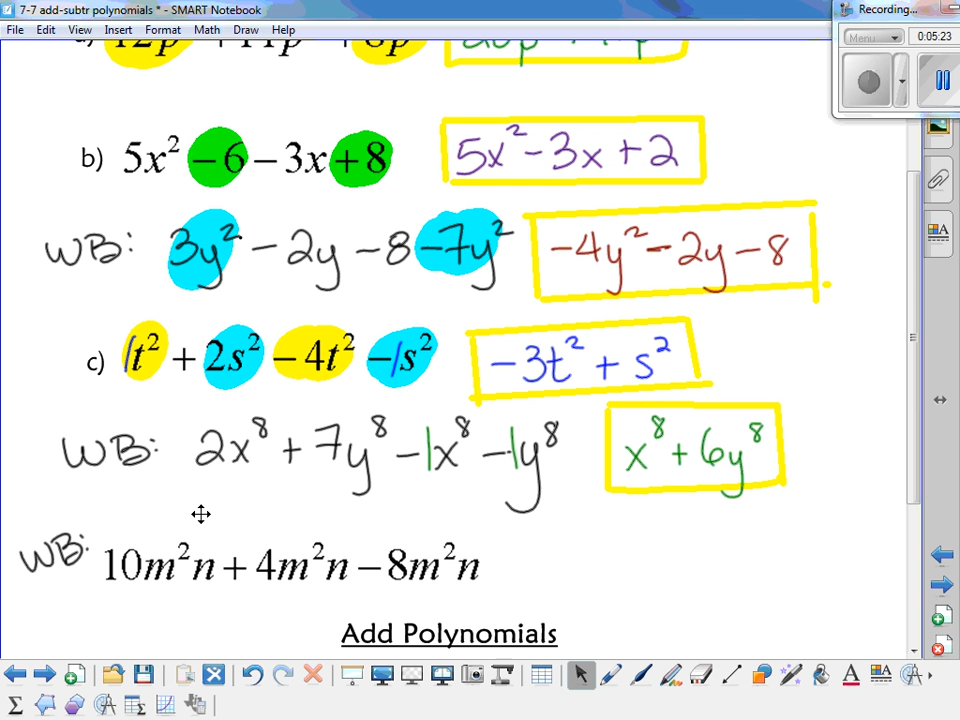 7-7 add-subtr polynomials * - SMART Notebook
Recording...
File Edit View Insert Format Math Draw Help
Menu 00:05:23
b) 5x² − 6 − 3x + 8 5x² - 3x + 2
WB: 3y² - 2y - 8 - 7y² -4y² - 2y - 8
c) 1t² + 2s² − 4t² − 1s² -3t² + s²
WB: 2x⁸ + 7y⁸ - 1x⁸ - 1y⁸ x⁸ + 6y⁸
WB: 10m²n + 4m²n − 8m²n
Add Polynomials